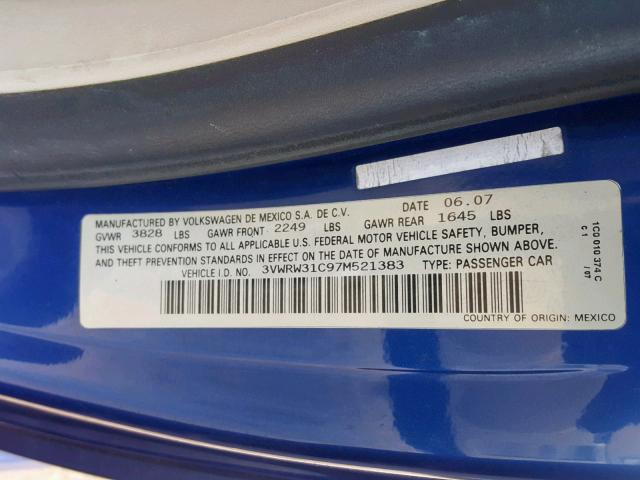 MANUFACTURED BY VOLKSWAGEN DE MEXICO S.A. DE C.V. DATE 06.07
GVWR 3828 LBS GAWR FRONT 2249 LBS GAWR REAR 1645 LBS
THIS VEHICLE CONFORMS TO ALL APPLICABLE U.S. FEDERAL MOTOR VEHICLE SAFETY, BUMPER,
AND THEFT PREVENTION STANDARDS IN EFFECT ON THE DATE OF MANUFACTURE SHOWN ABOVE.
VEHICLE I.D. NO. 3VWRW31C97M521383 TYPE: PASSENGER CAR
COUNTRY OF ORIGIN: MEXICO
1C0 010 374 C
C 1 /07